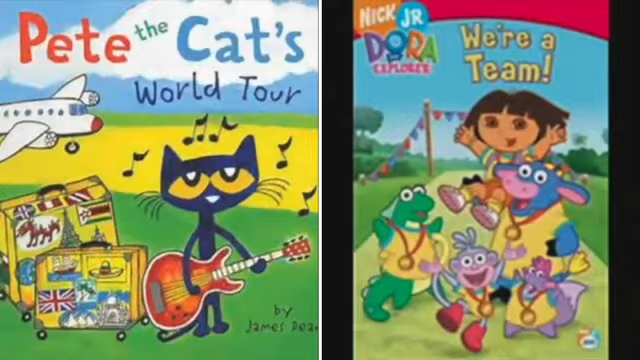 Pete the Cat's
World Tour
by
James Dean
NICK JR
DORA
EXPLORER
We're a
Team!